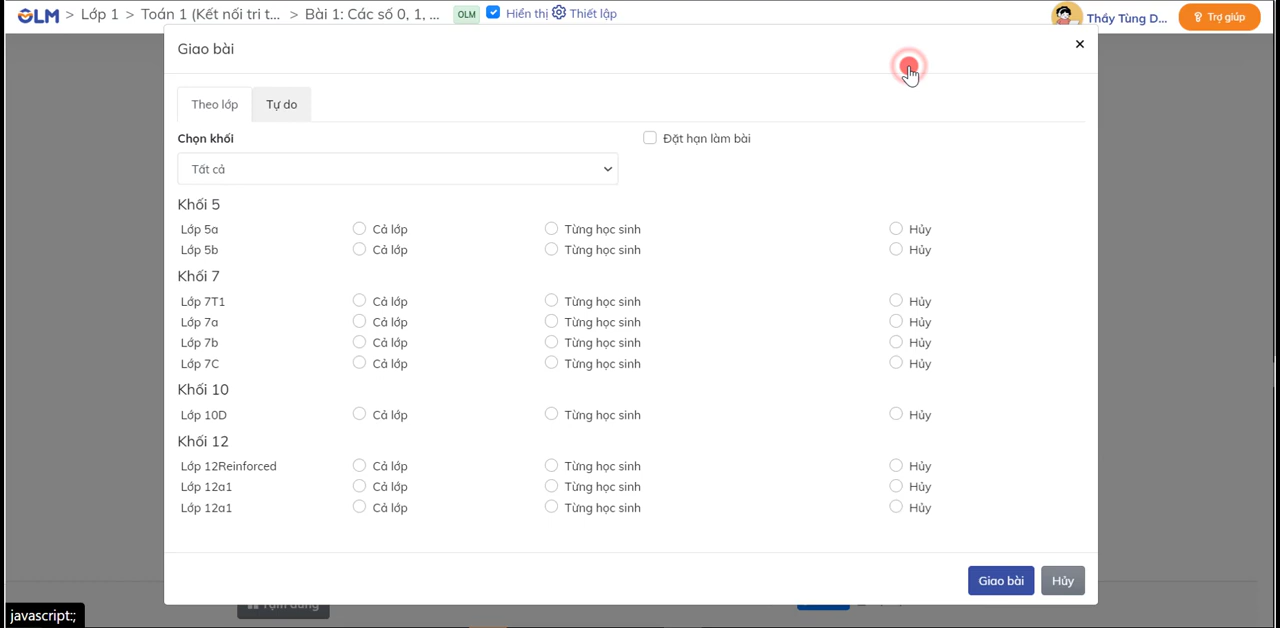 OLM > Lớp 1 > Toán 1 (Kết nối tri t... > Bài 1: Các số 0, 1, ... OLM Hiển thị Thiết lập Thầy Tùng D... Trợ giúp
Giao bài ×
Theo lớp Tự do
Chọn khối Đặt hạn làm bài
Tất cả
Khối 5
Lớp 5a Cả lớp Từng học sinh Hủy
Lớp 5b Cả lớp Từng học sinh Hủy
Khối 7
Lớp 7T1 Cả lớp Từng học sinh Hủy
Lớp 7a Cả lớp Từng học sinh Hủy
Lớp 7b Cả lớp Từng học sinh Hủy
Lớp 7C Cả lớp Từng học sinh Hủy
Khối 10
Lớp 10D Cả lớp Từng học sinh Hủy
Khối 12
Lớp 12Reinforced Cả lớp Từng học sinh Hủy
Lớp 12a1 Cả lớp Từng học sinh Hủy
Lớp 12a1 Cả lớp Từng học sinh Hủy
Giao bài Hủy
javascript:;